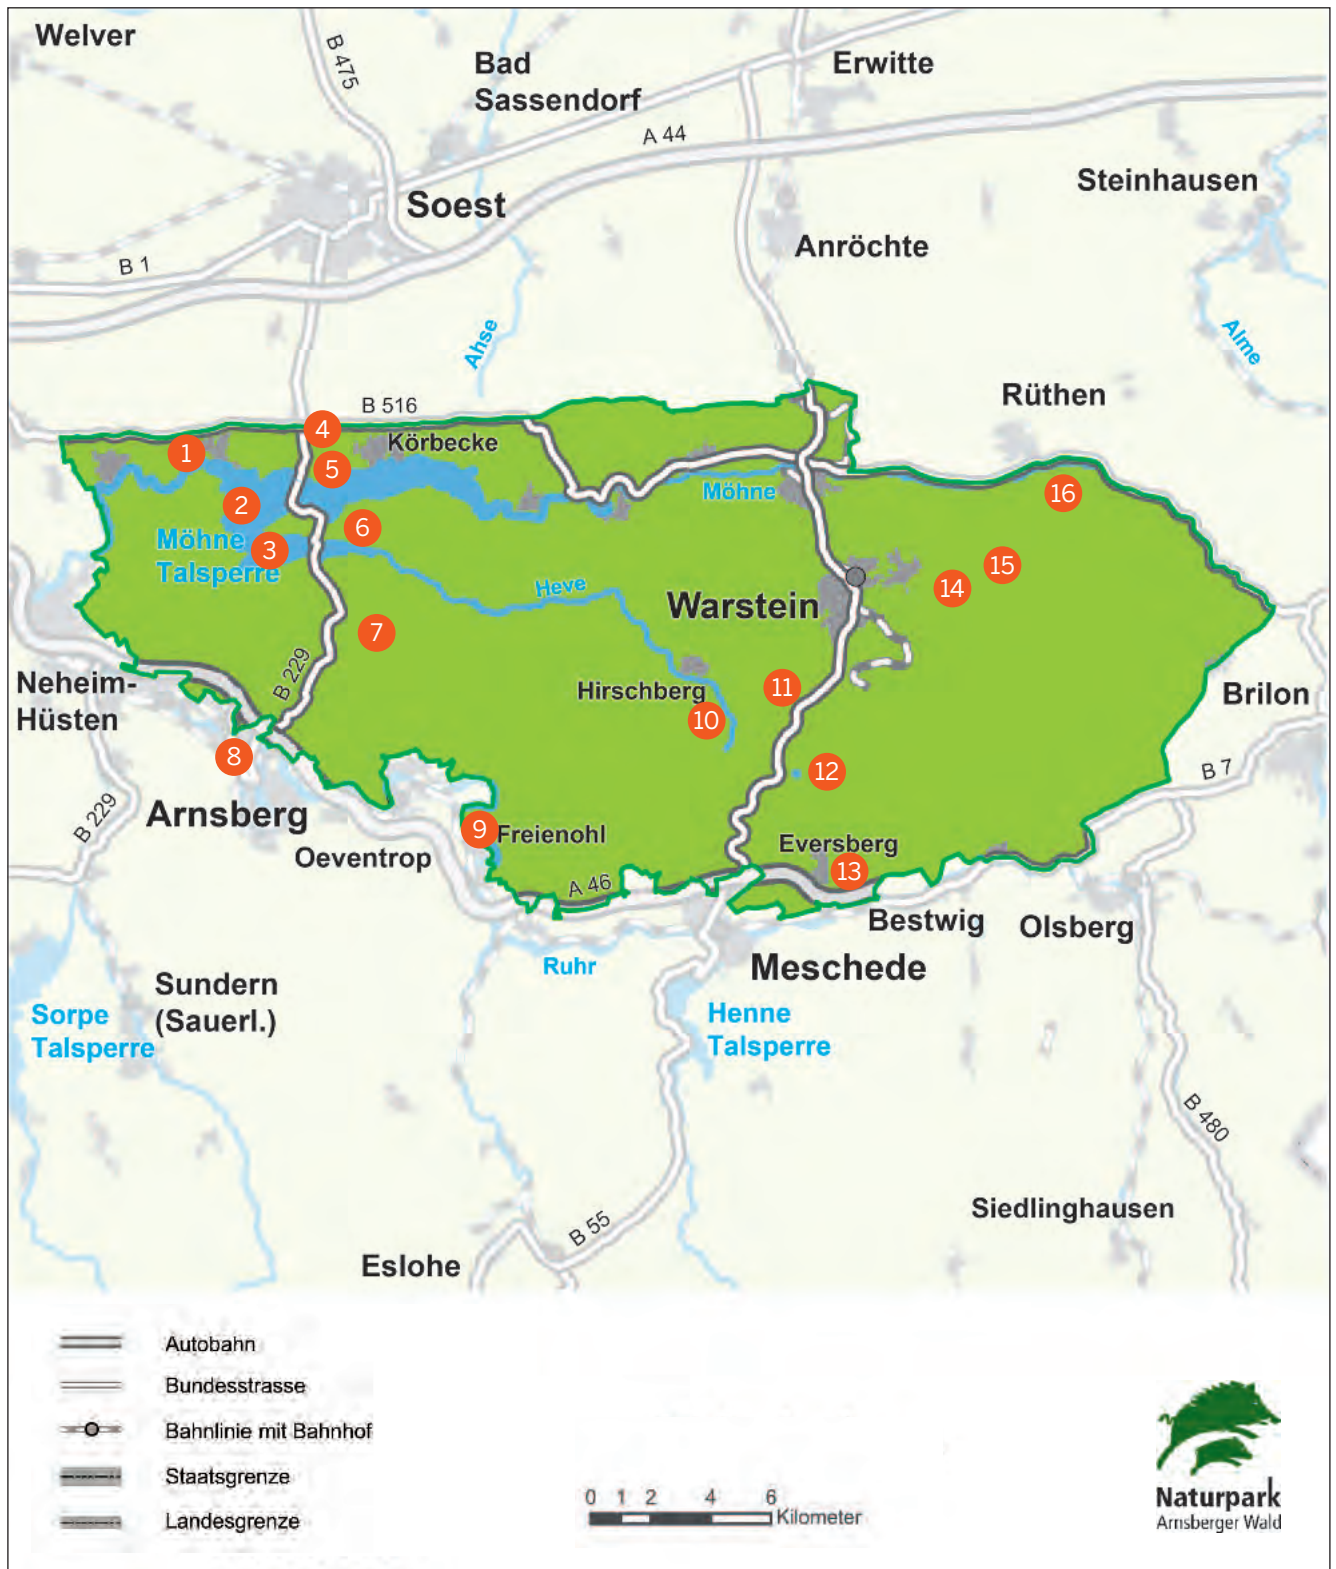 Welver
B 475
Bad
Sassendorf
Erwitte
A 44
Steinhausen
Soest
Anröchte
B 1
Ahse
Alme
Rüthen
B 516
4
Körbecke
1
5
Möhne
16
2
6
Möhne
Talsperre
3
15
Heve
14
Warstein
7
B 229
Neheim-
Hüsten
Hirschberg
11
Brilon
10
8
12
B 7
Arnsberg
B 229
9
Freienohl
Eversberg
13
Oeventrop
A 46
Bestwig
Olsberg
Ruhr
Meschede
Sundern
(Sauerl.)
Sorpe
Talsperre
Henne
Talsperre
B 480
Siedlinghausen
B 55
Eslohe
Autobahn
Bundesstrasse
Bahnlinie mit Bahnhof
Staatsgrenze
Landesgrenze
0 1 2 4 6
Kilometer
Naturpark
Arnsberger Wald